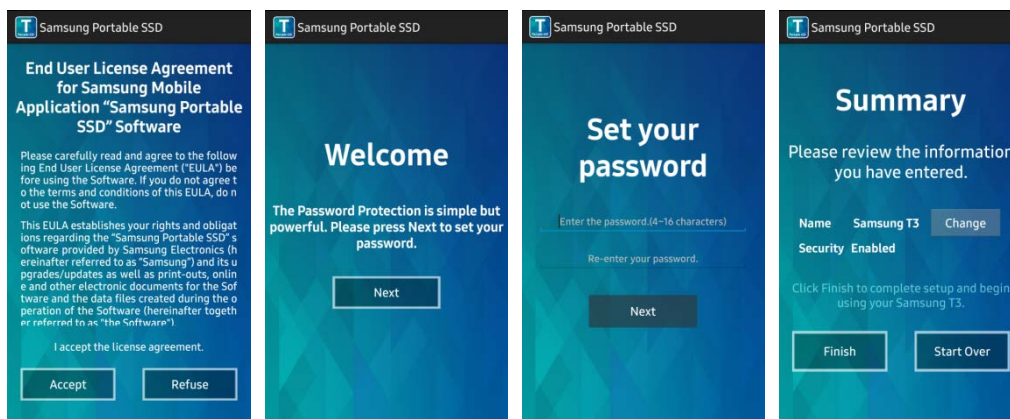 Samsung Portable SSD
End User License Agreement
for Samsung Mobile
Application “Samsung Portable
SSD” Software
Please carefully read and agree to the follow
ing End User License Agreement ("EULA") be
fore using the Software. If you do not agree t
o the terms and conditions of this EULA, do n
ot use the Software.
This EULA establishes your rights and obligat
ions regarding the "Samsung Portable SSD" s
oftware provided by Samsung Electronics (h
ereinafter referred to as "Samsung") and its u
pgrades/updates as well as print-outs, onlin
e and other electronic documents for the Sof
tware and the data files created during the o
peration of the Software (hereinafter togeth
er referred to as "the Software")
I accept the license agreement.
Accept
Refuse
Samsung Portable SSD
Welcome
The Password Protection is simple but
powerful. Please press Next to set your
password.
Next
Samsung Portable SSD
Set your
password
Enter the password.(4~16 characters)
Re-enter your password.
Next
Samsung Portable SSD
Summary
Please review the information
you have entered.
Name Samsung T3 Change
Security Enabled
Click Finish to complete setup and begin
using your Samsung T3.
Finish
Start Over